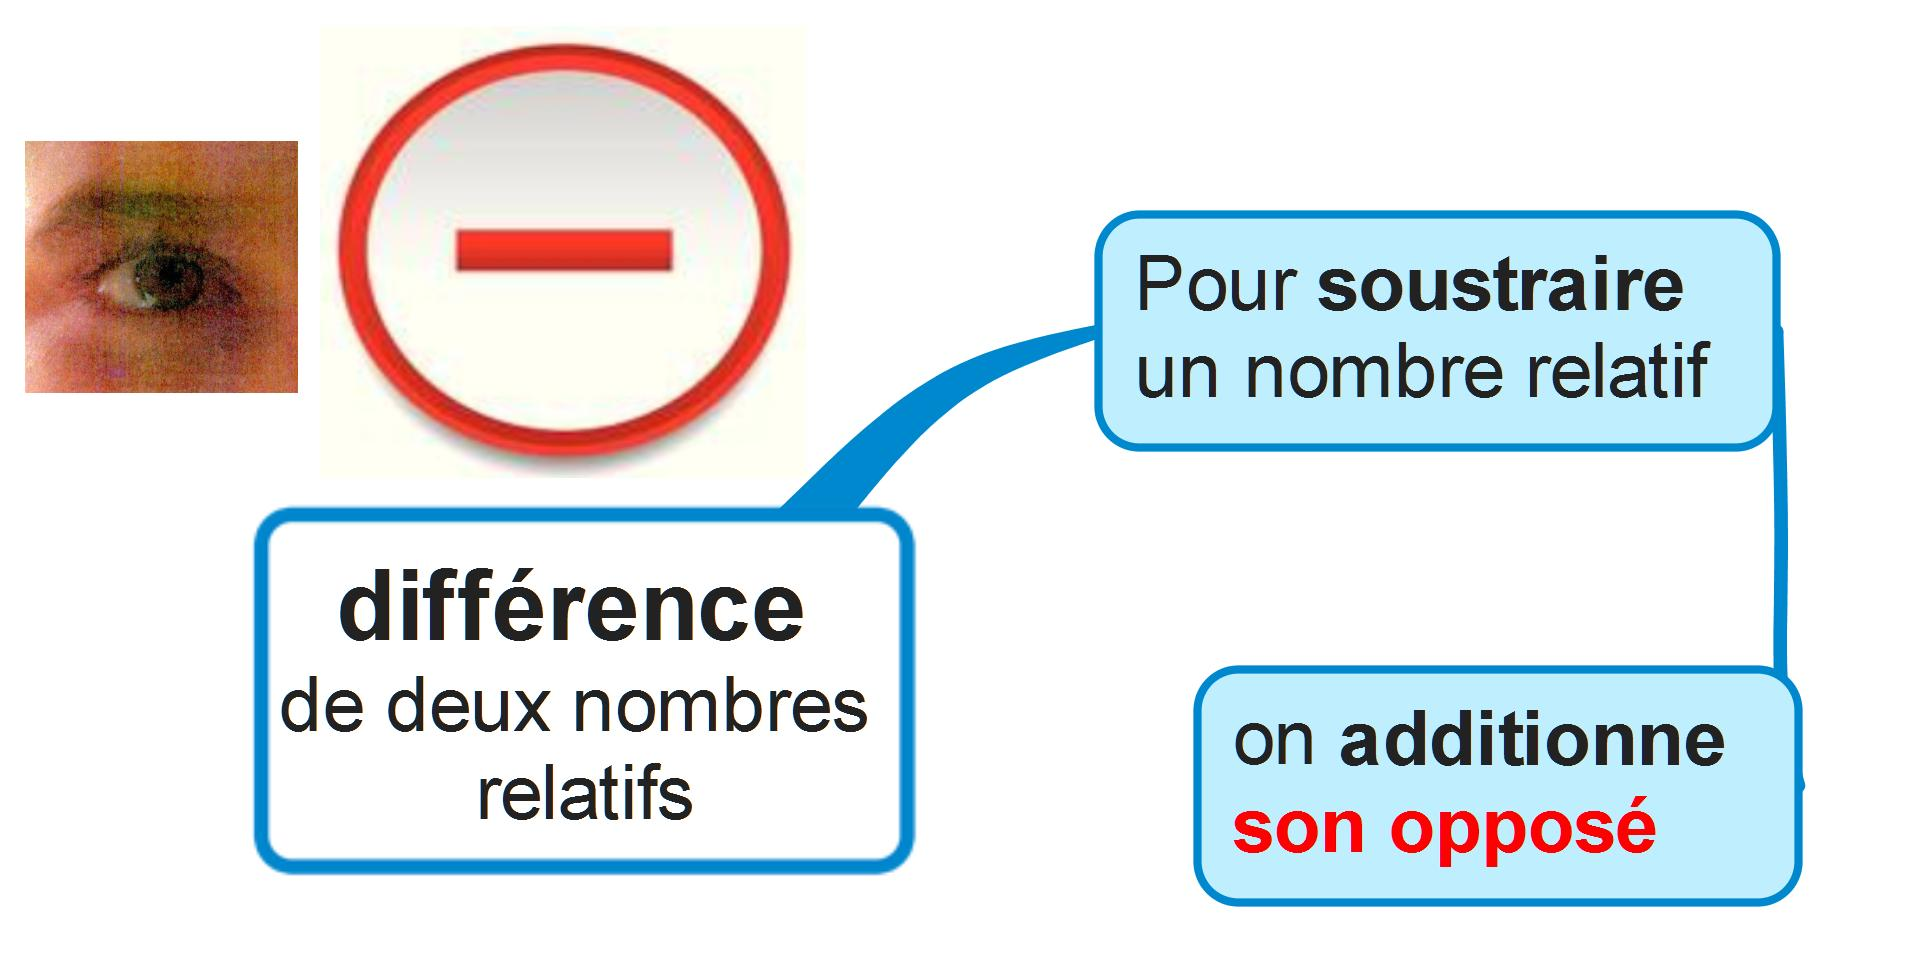 différence
de deux nombres
relatifs
Pour soustraire
un nombre relatif
on additionne
son opposé